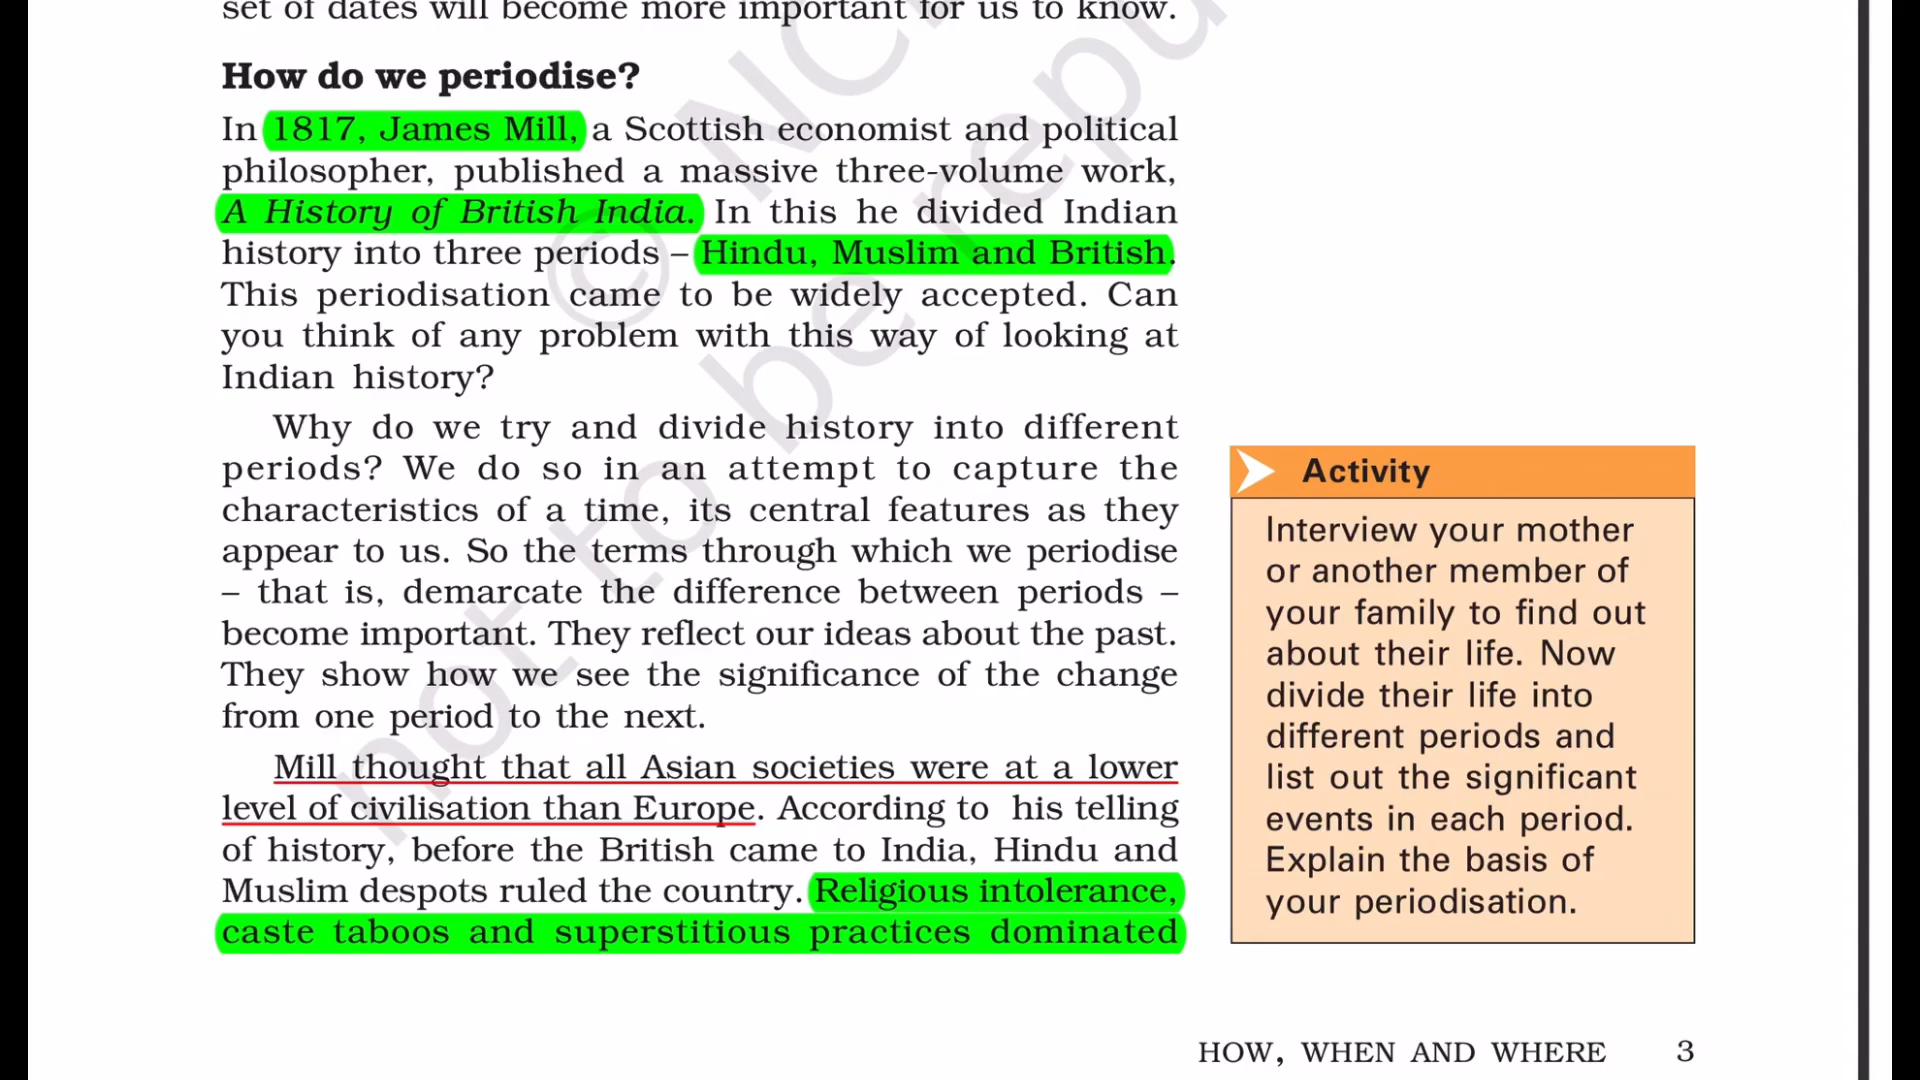 set of dates will become more important for us to know.
How do we periodise?
In 1817, James Mill, a Scottish economist and political
philosopher, published a massive three-volume work,
A History of British India. In this he divided Indian
history into three periods – Hindu, Muslim and British.
This periodisation came to be widely accepted. Can
you think of any problem with this way of looking at
Indian history?
Why do we try and divide history into different
periods? We do so in an attempt to capture the
characteristics of a time, its central features as they
appear to us. So the terms through which we periodise
– that is, demarcate the difference between periods –
become important. They reflect our ideas about the past.
They show how we see the significance of the change
from one period to the next.
Mill thought that all Asian societies were at a lower
level of civilisation than Europe. According to his telling
of history, before the British came to India, Hindu and
Muslim despots ruled the country. Religious intolerance,
caste taboos and superstitious practices dominated
Activity
Interview your mother
or another member of
your family to find out
about their life. Now
divide their life into
different periods and
list out the significant
events in each period.
Explain the basis of
your periodisation.
HOW, WHEN AND WHERE 3
© NC
not to be repu